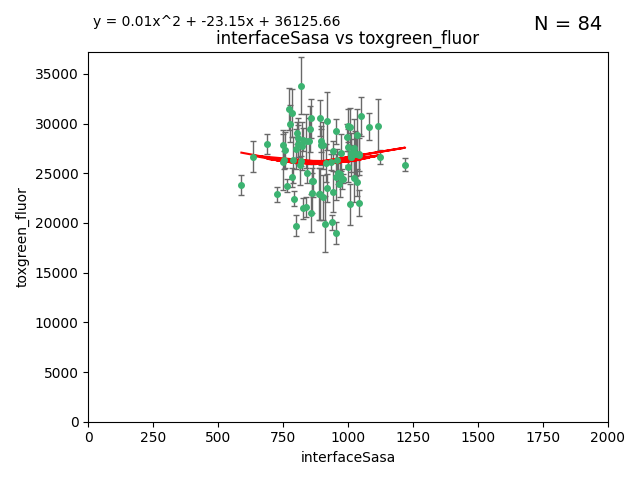 y = 0.01x^2 + -23.15x + 36125.66
N = 84
interfaceSasa vs toxgreen_fluor
35000
30000
25000
20000
15000
10000
5000
0
toxgreen_fluor
0 250 500 750 1000 1250 1500 1750 2000
interfaceSasa